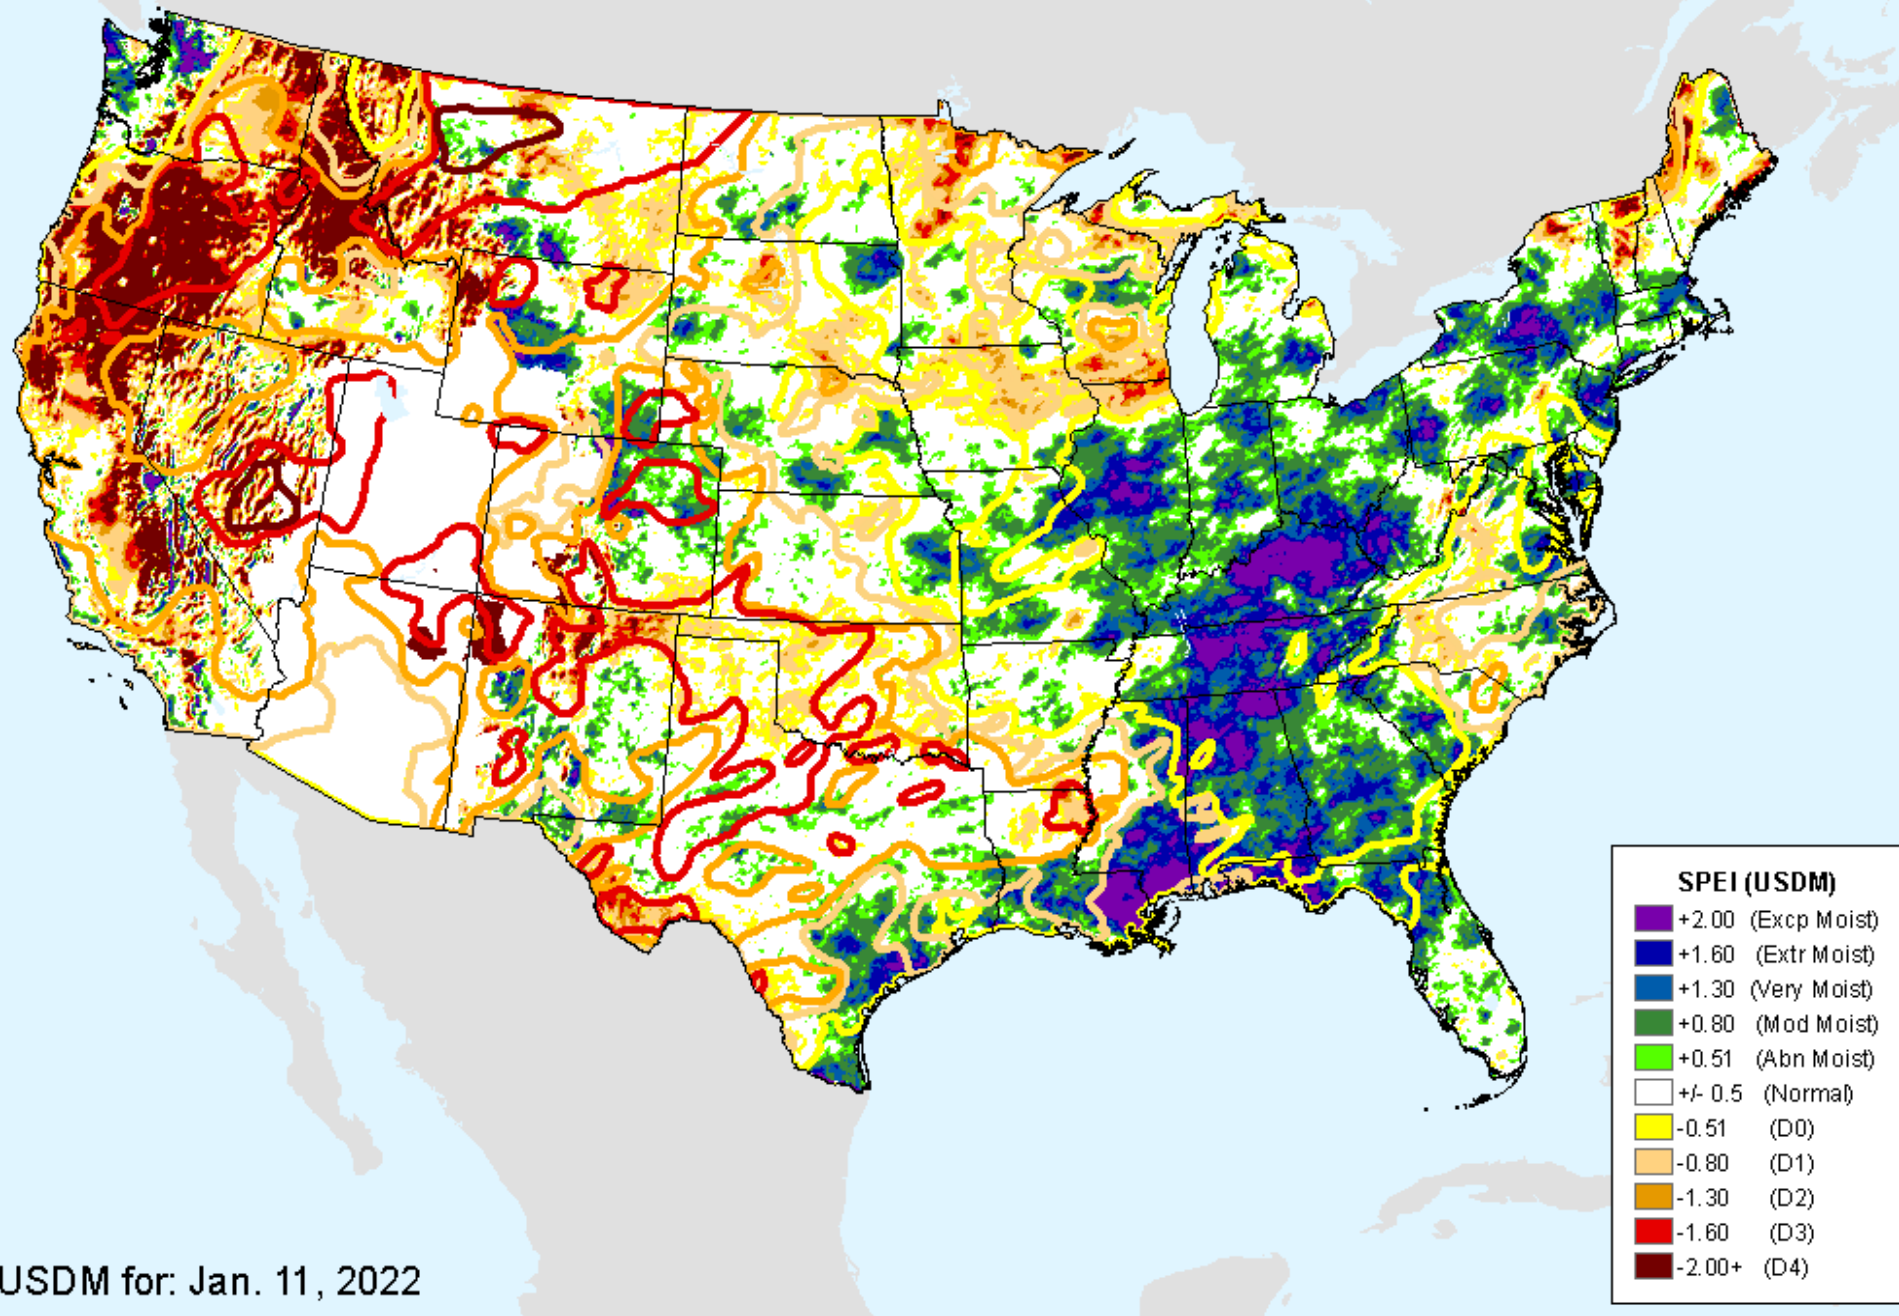 SPEI (USDM)
+2.00 (Excp Moist)
+1.60 (Extr Moist)
+1.30 (Very Moist)
+0.80 (Mod Moist)
+0.51 (Abn Moist)
+/- 0.5 (Normal)
-0.51 (D0)
-0.80 (D1)
-1.30 (D2)
-1.60 (D3)
-2.00+ (D4)
USDM for: Jan. 11, 2022